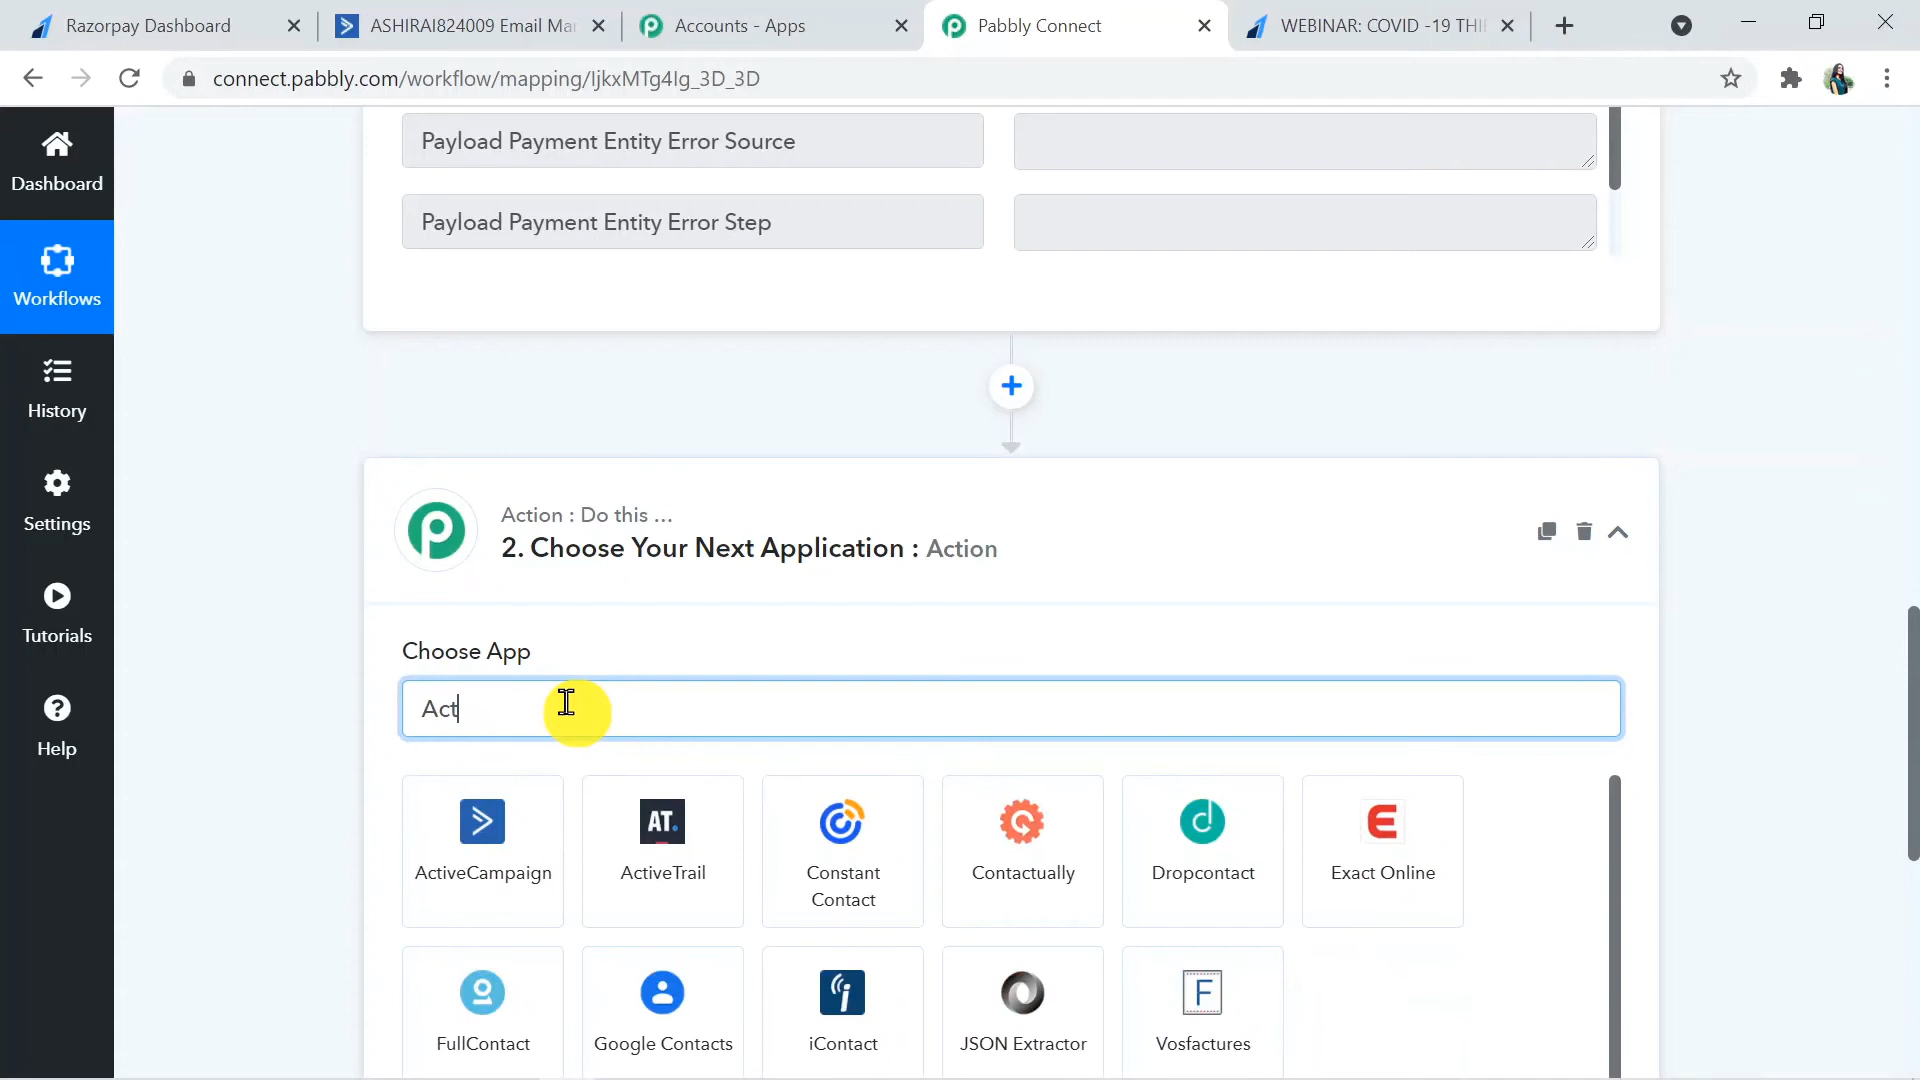 Razorpay Dashboard
ASHIRAI824009 Email Ma
Accounts - Apps
Pabbly Connect
WEBINAR: COVID -19 THI
connect.pabbly.com/workflow/mapping/IjkxMTg4Ig_3D_3D
Dashboard
Workflows
History
Settings
Tutorials
Help
Payload Payment Entity Error Source
Payload Payment Entity Error Step
Action : Do this ...
2. Choose Your Next Application : Action
Choose App
Act
ActiveCampaign
AT.
ActiveTrail
Constant
Contact
Contactually
Dropcontact
Exact Online
FullContact
Google Contacts
iContact
JSON Extractor
F
Vosfactures